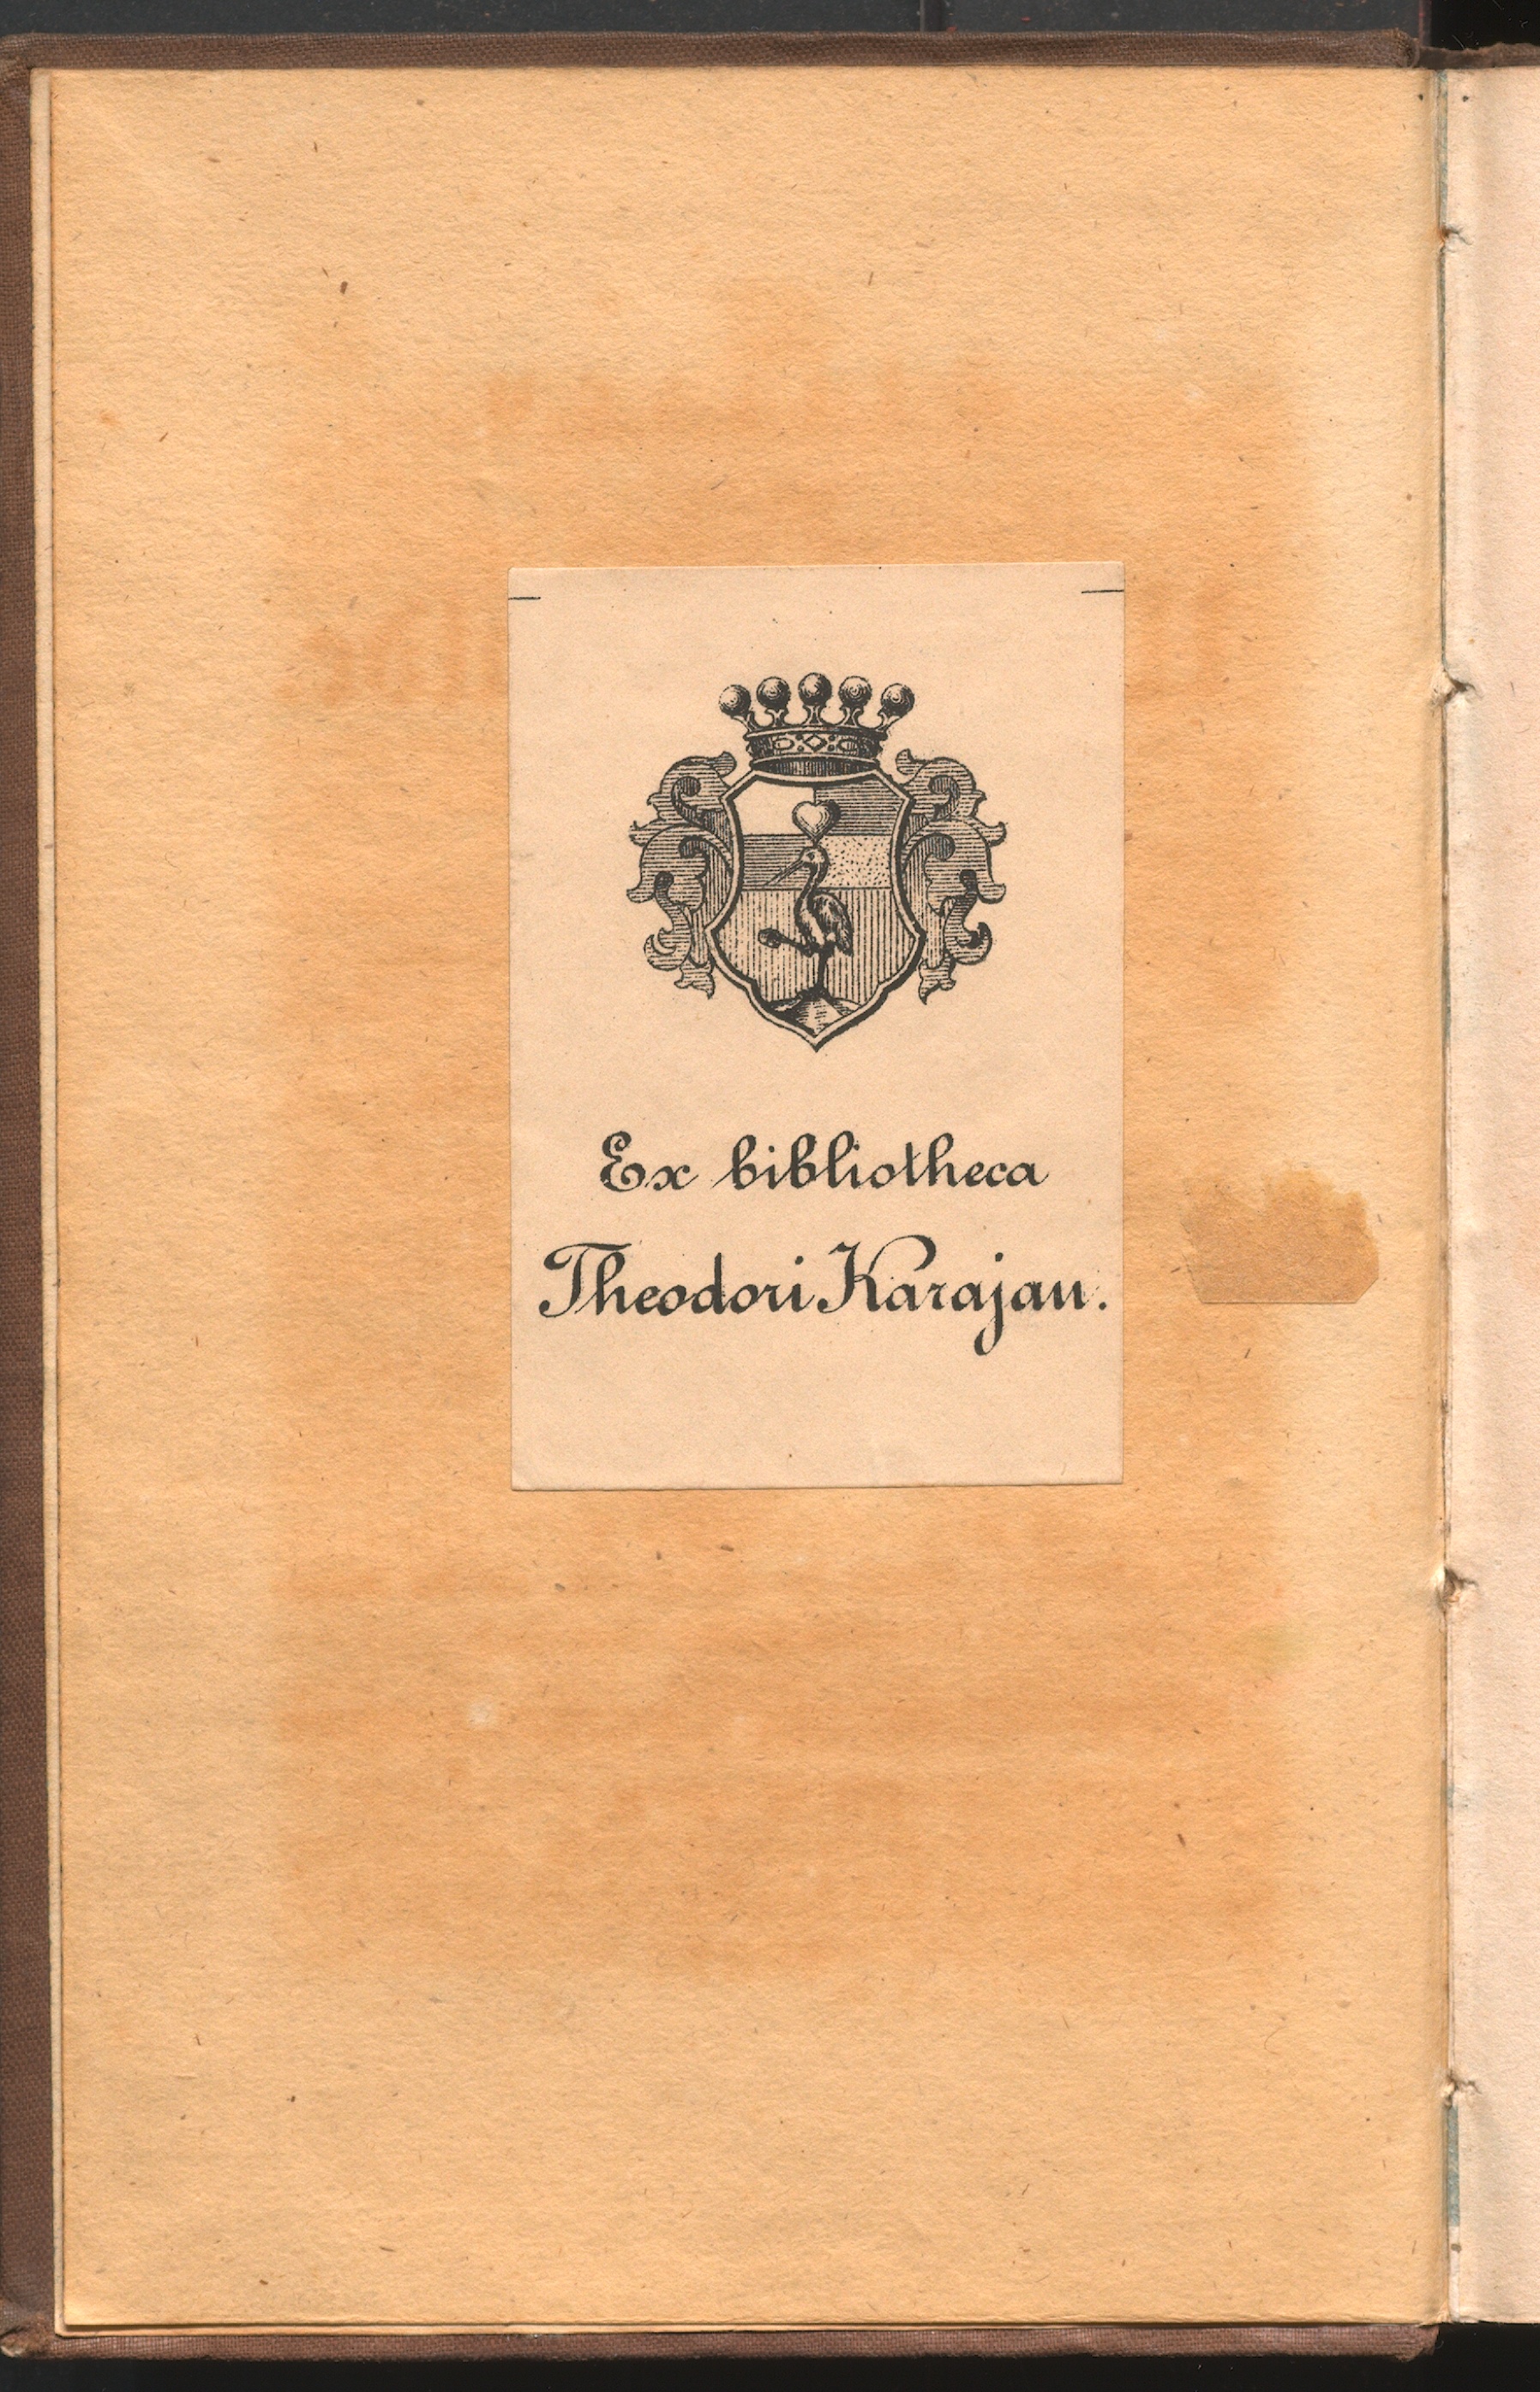 Ex bibliotheca
Theodori Karajan.